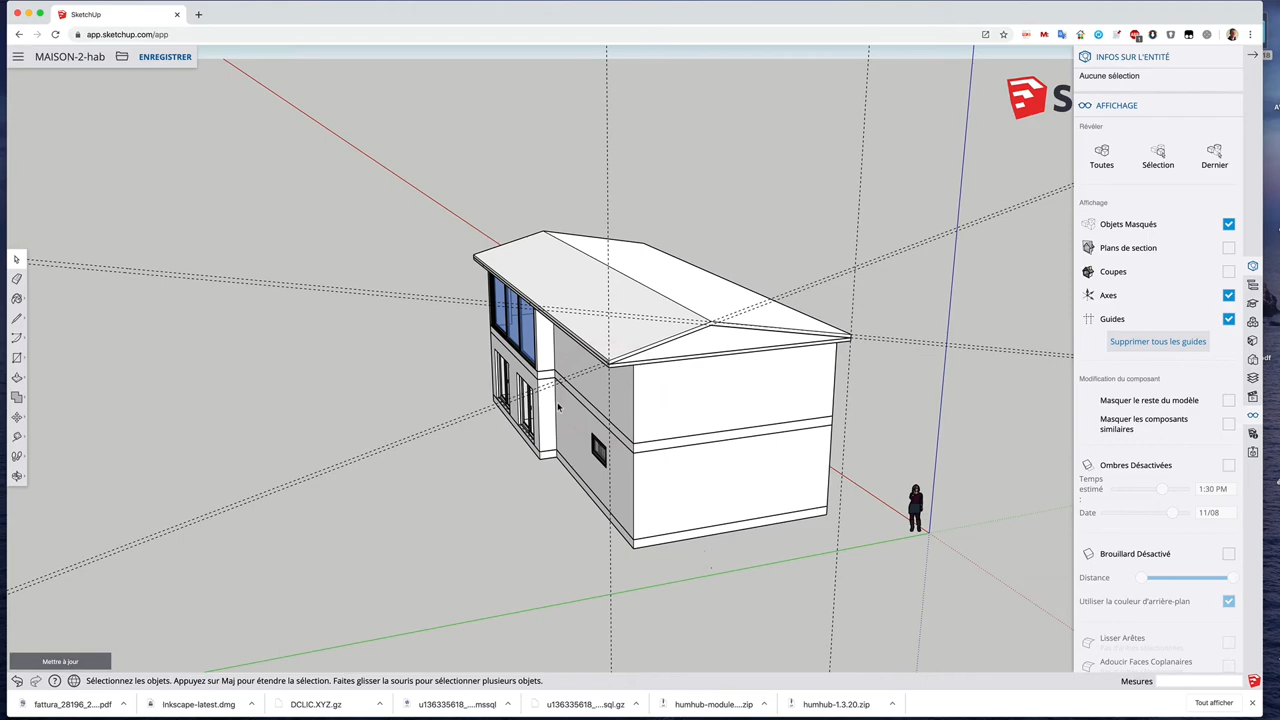 SketchUp
app.sketchup.com/app
MAISON-2-hab
ENREGISTRER
S
INFOS SUR L'ENTITÉ
Aucune sélection
AFFICHAGE
Révéler
Toutes
Sélection
Dernier
Affichage
Objets Masqués
Plans de section
Coupes
Axes
Guides
Supprimer tous les guides
Modification du composant
Masquer le reste du modèle
Masquer les composants
similaires
Ombres Désactivées
Temps
estimé
:
1:30 PM
Date
11/08
Brouillard Désactivé
Distance
Utiliser la couleur d'arrière-plan
Lisser Arêtes
Adoucir Faces Coplanaires
Mettre à jour
Sélectionnez les objets. Appuyez sur Maj pour étendre la sélection. Faites glisser la souris pour sélectionner plusieurs objets.
Mesures
fattura_28196_2....pdf
Inkscape-latest.dmg
DCLIC.XYZ.gz
u136335618_....mssql
u136335618_....sql.gz
humhub-module....zip
humhub-1.3.20.zip
Tout afficher